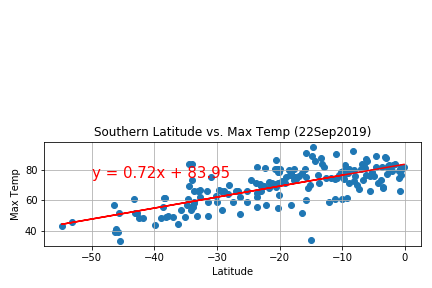 Southern Latitude vs. Max Temp (22Sep2019)
y = 0.72x + 83.95
Max Temp
80
60
40
−50
−40
−30
−20
−10
0
Latitude